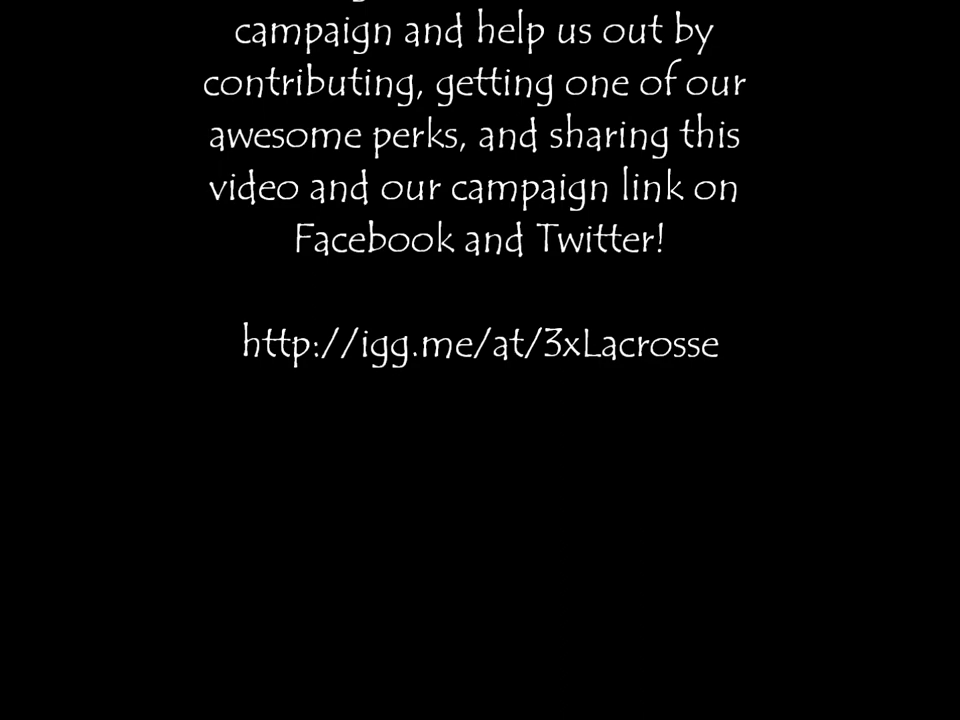 campaign and help us out by
contributing, getting one of our
awesome perks, and sharing this
video and our campaign link on
Facebook and Twitter!
http://igg.me/at/3xLacrosse